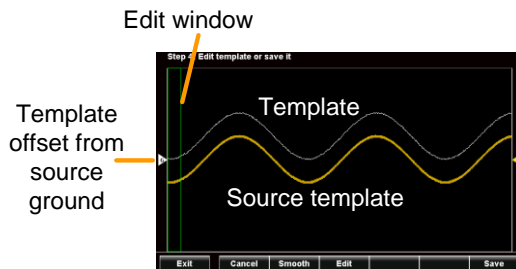 Edit window
Step 4: Edit template or save it
Template
Template
offset from
source
ground
Source template
Exit
Cancel
Smooth
Edit
Save